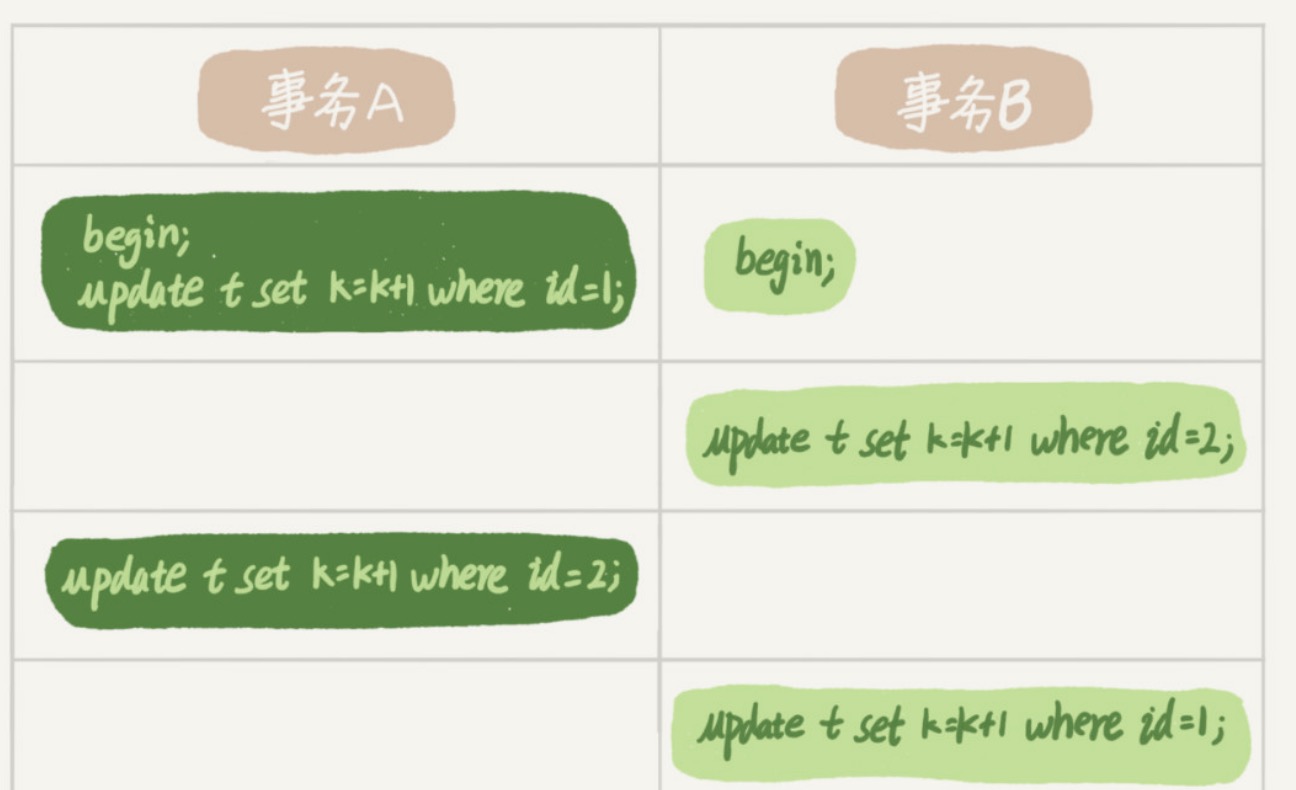 事务A
事务B
begin;
update t set k=k+1 where id=1;
begin;
update t set k=k+1 where id=2;
update t set k=k+1 where id=2;
update t set k=k+1 where id=1;